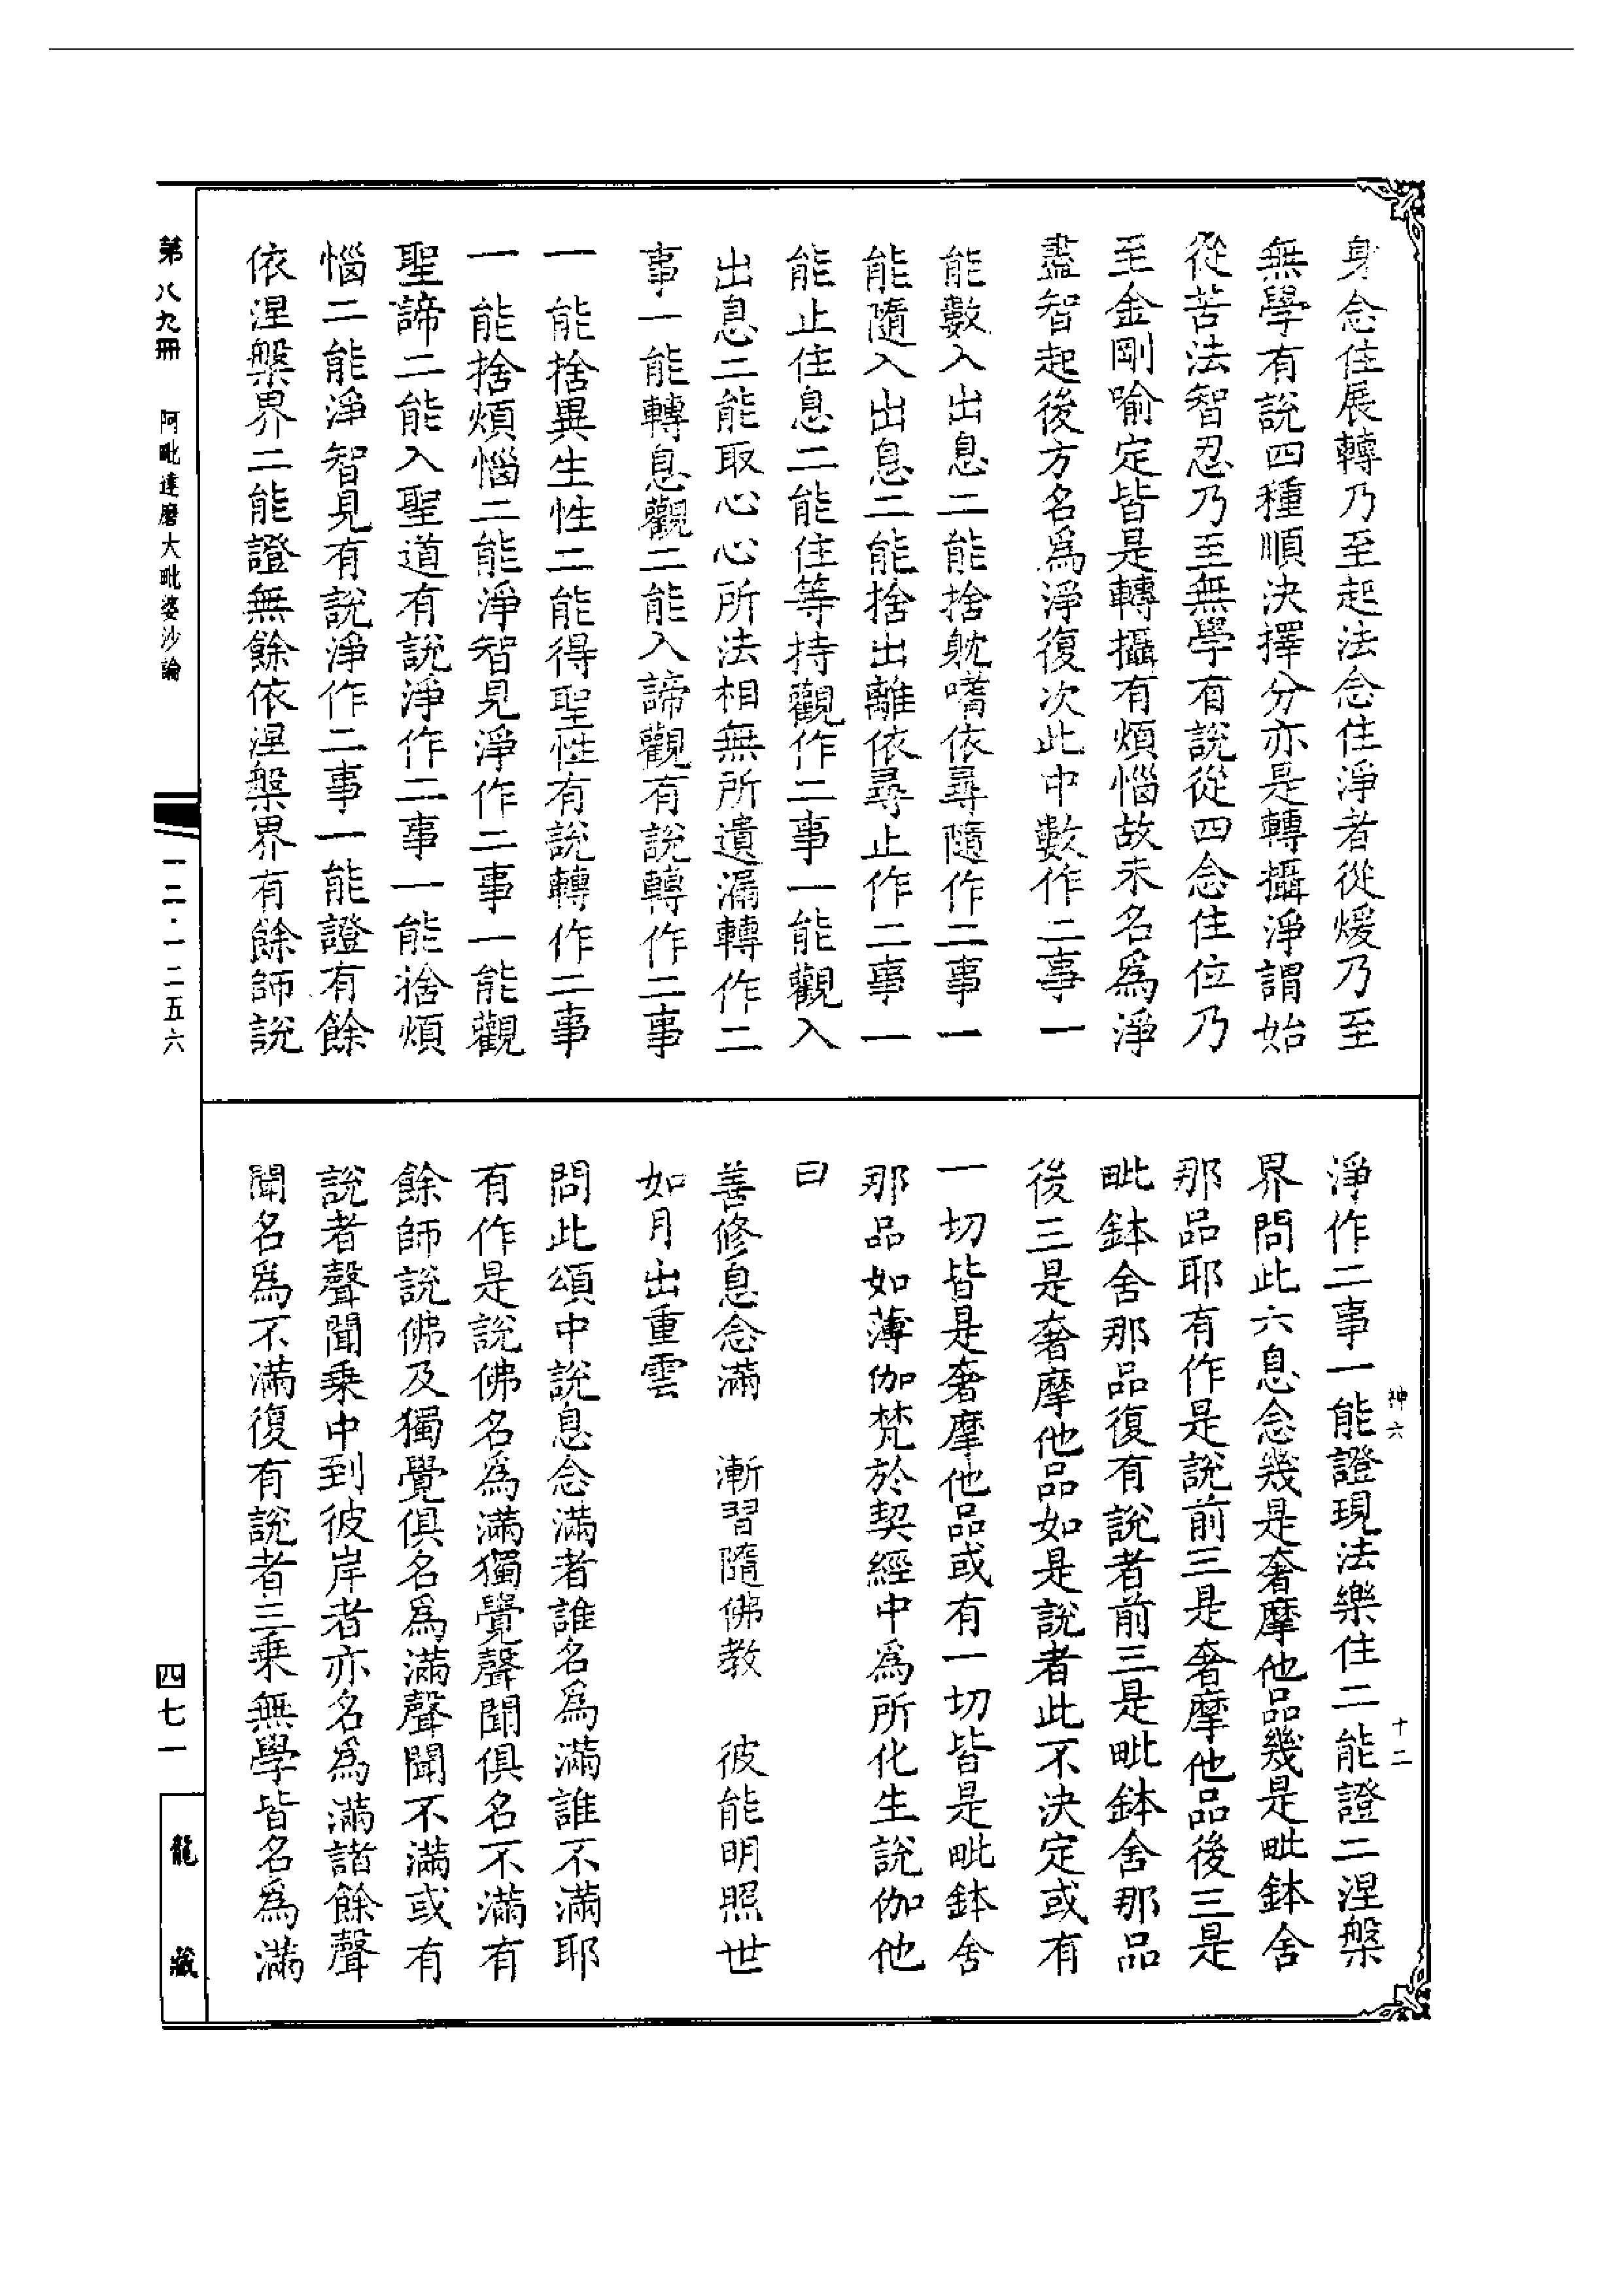 身念住展轉乃至起法念住淨者從煖乃至
無學有說四種順決擇分亦是轉攝淨謂始
從苦法智忍乃至無學有說從四念住位乃
至金剛喻定皆是轉攝有煩惱故未名爲淨
盡智起後方名爲淨復次此中數作二事一
能數入出息二能捨躭嗜依尋隨作二事一
能隨入出息二能捨出離依尋止作二事一
能止住息二能住等持觀作二事一能觀入
出息二能取心心所法相無所遺漏轉作二
事一能轉息觀二能入諦觀有說轉作二事
一能捨異生性二能得聖性有說轉作二事
一能捨煩惱二能淨智見淨作二事一能觀
聖諦二能入聖道有說淨作二事一能捨煩
惱二能淨智見有說淨作二事一能證有餘
依涅槃界二能證無餘依涅槃界有餘師說
淨作二事一能證現法樂住二能證二涅槃
界問此六息念幾是奢摩他品幾是毗鉢舍
那品耶有作是說前三是奢摩他品後三是
毗鉢舍那品復有說者前三是毗鉢舍那品
後三是奢摩他品如是說者此不決定或有
一切皆是奢摩他品或有一切皆是毗鉢舍
那品如薄伽梵於契經中爲所化生說伽他
曰
善修息念滿　漸習隨佛教　彼能明照世
如月出重雲
問此頌中說息念滿者誰名爲滿誰不滿耶
有作是說佛名爲滿獨覺聲聞俱名不滿有
餘師說佛及獨覺俱名爲滿聲聞不滿或有
說者聲聞乘中到彼岸者亦名爲滿諸餘聲
聞名爲不滿復有說者三乘無學皆名爲滿
神六
十二
第八九冊　阿毗達磨大毗婆沙論
一二·一二五六
四七一
龍藏